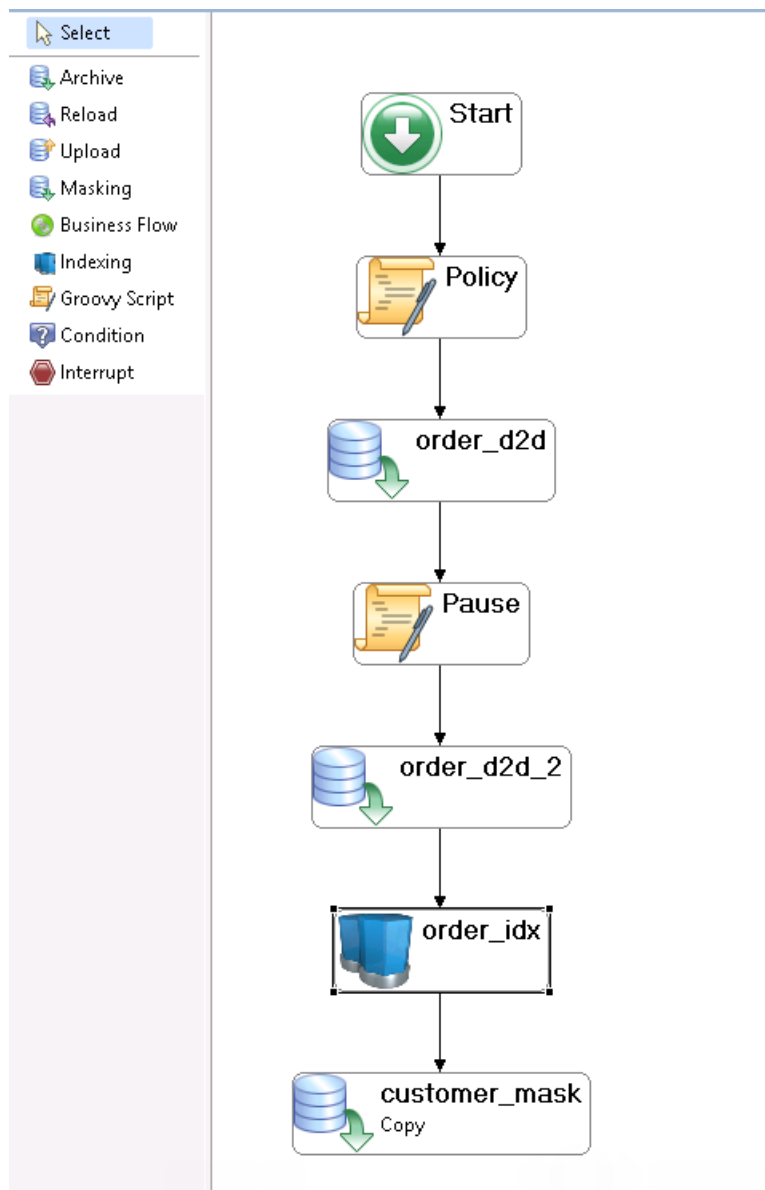 Select
Archive
Reload
Upload
Masking
Business Flow
Indexing
Groovy Script
Condition
Interrupt
Start
Policy
order_d2d
Pause
order_d2d_2
order_idx
customer_mask
Copy